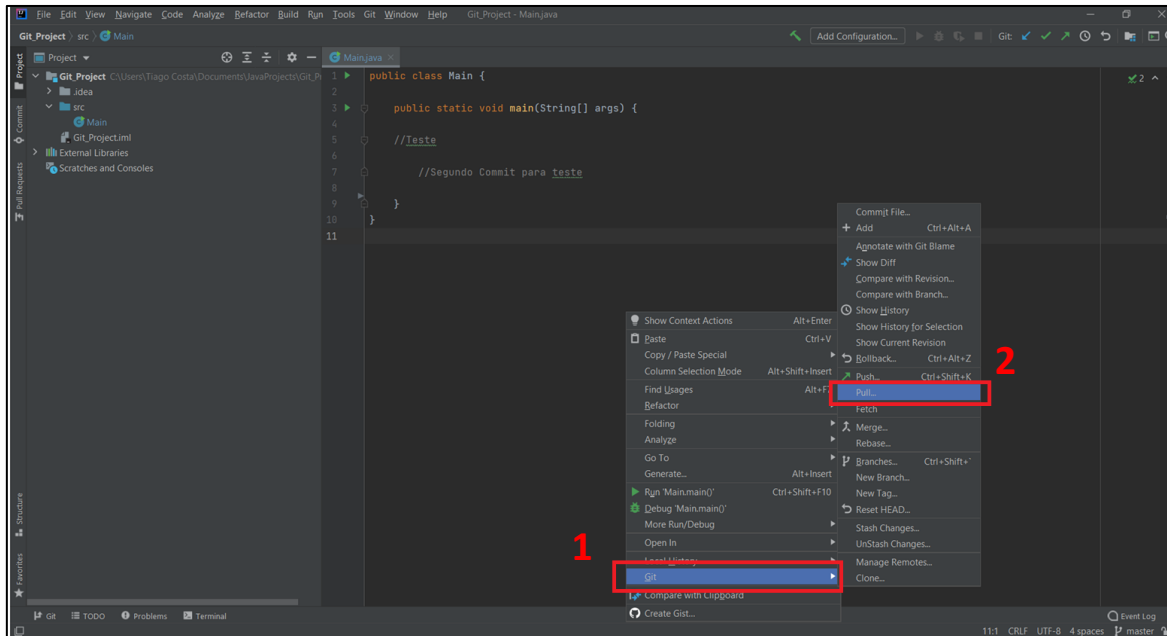 File Edit View Navigate Code Analyze Refactor Build Run Tools Git Window Help Git_Project - Main.java
Git_Project src Main Add Configuration... Git:
Project Main.java
Project
Commit
Pull Requests
Structure
Favorites
Git_Project C:\Users\Tiago Costa\Documents\JavaProjects\Git_P
.idea
src
Main
Git_Project.iml
External Libraries
Scratches and Consoles
1 public class Main {
2
3 public static void main(String[] args) {
4
5 //Teste
6
7 //Segundo Commit para teste
8
9 }
10 }
11
2
Show Context Actions Alt+Enter
Paste Ctrl+V
Copy / Paste Special
Column Selection Mode Alt+Shift+Insert
Find Usages Alt+F7
Refactor
Folding
Analyze
Go To
Generate... Alt+Insert
Run 'Main.main()' Ctrl+Shift+F10
Debug 'Main.main()'
More Run/Debug
Open In
Local History
Git
Compare with Clipboard
Create Gist...
1
Commit File...
Add Ctrl+Alt+A
Annotate with Git Blame
Show Diff
Compare with Revision...
Compare with Branch...
Show History
Show History for Selection
Show Current Revision
Rollback... Ctrl+Alt+Z
Push... Ctrl+Shift+K
Pull...
Fetch
Merge...
Rebase...
Branches... Ctrl+Shift+`
New Branch...
New Tag...
Reset HEAD...
Stash Changes...
UnStash Changes...
Manage Remotes...
Clone...
2
Git TODO Problems Terminal Event Log
11:1 CRLF UTF-8 4 spaces master